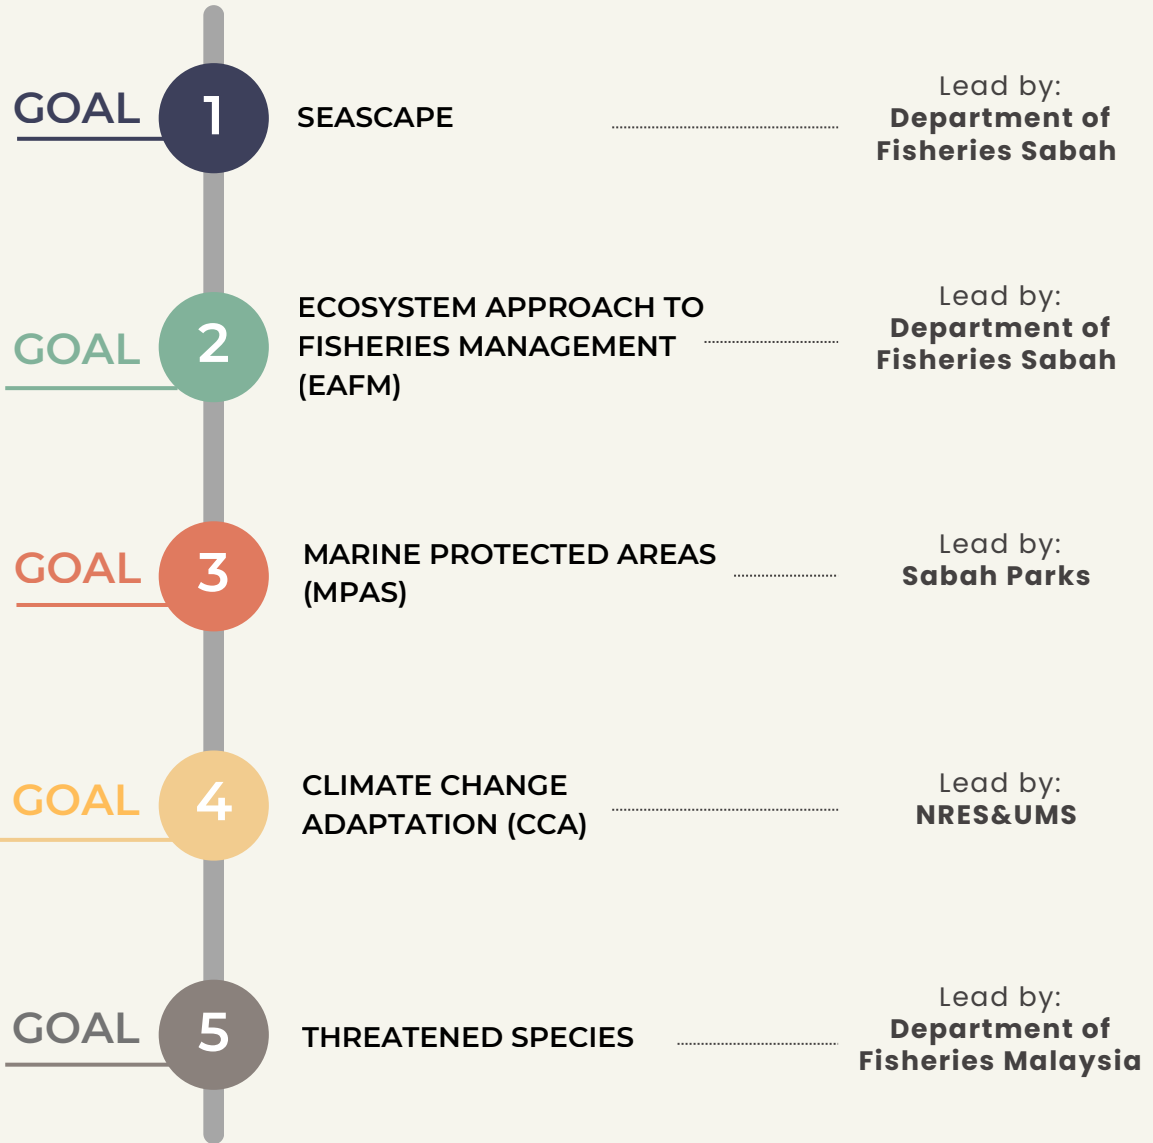 GOAL 1
SEASCAPE
Lead by:
Department of
Fisheries Sabah
GOAL 2
ECOSYSTEM APPROACH TO
FISHERIES MANAGEMENT
(EAFM)
Lead by:
Department of
Fisheries Sabah
GOAL 3
MARINE PROTECTED AREAS
(MPAS)
Lead by:
Sabah Parks
GOAL 4
CLIMATE CHANGE
ADAPTATION (CCA)
Lead by:
NRES&UMS
GOAL 5
THREATENED SPECIES
Lead by:
Department of
Fisheries Malaysia